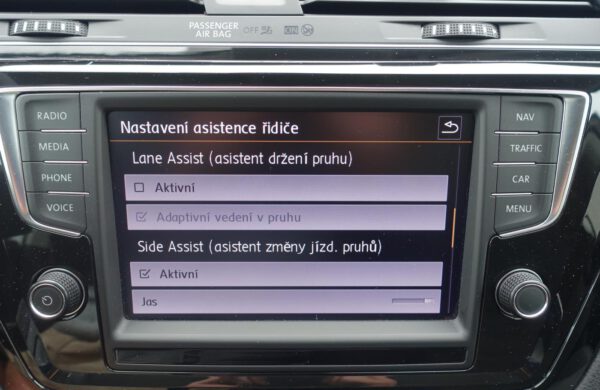 PASSENGER
AIR BAG
OFF
ON
RADIO
MEDIA
PHONE
VOICE
Nastavení asistence řidiče
Lane Assist (asistent držení pruhu)
Aktivní
Adaptivní vedení v pruhu
Side Assist (asistent změny jízd. pruhů)
Aktivní
Jas
NAV
TRAFFIC
CAR
MENU